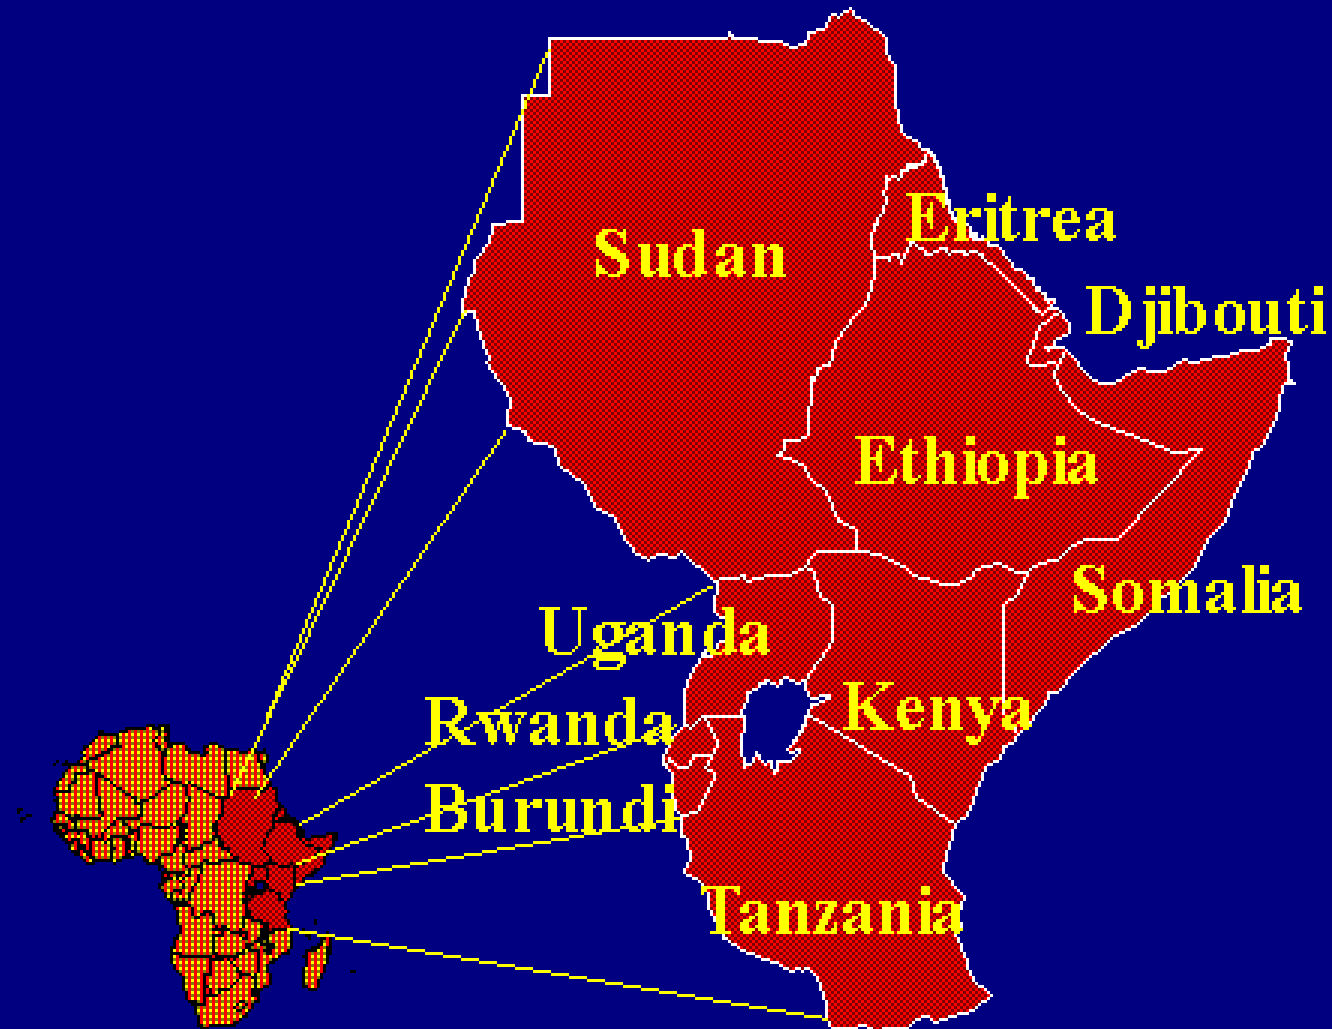 Eritrea
Sudan
Djibouti
Ethiopia
Somalia
Uganda
Kenya
Rwanda
Burundi
Tanzania